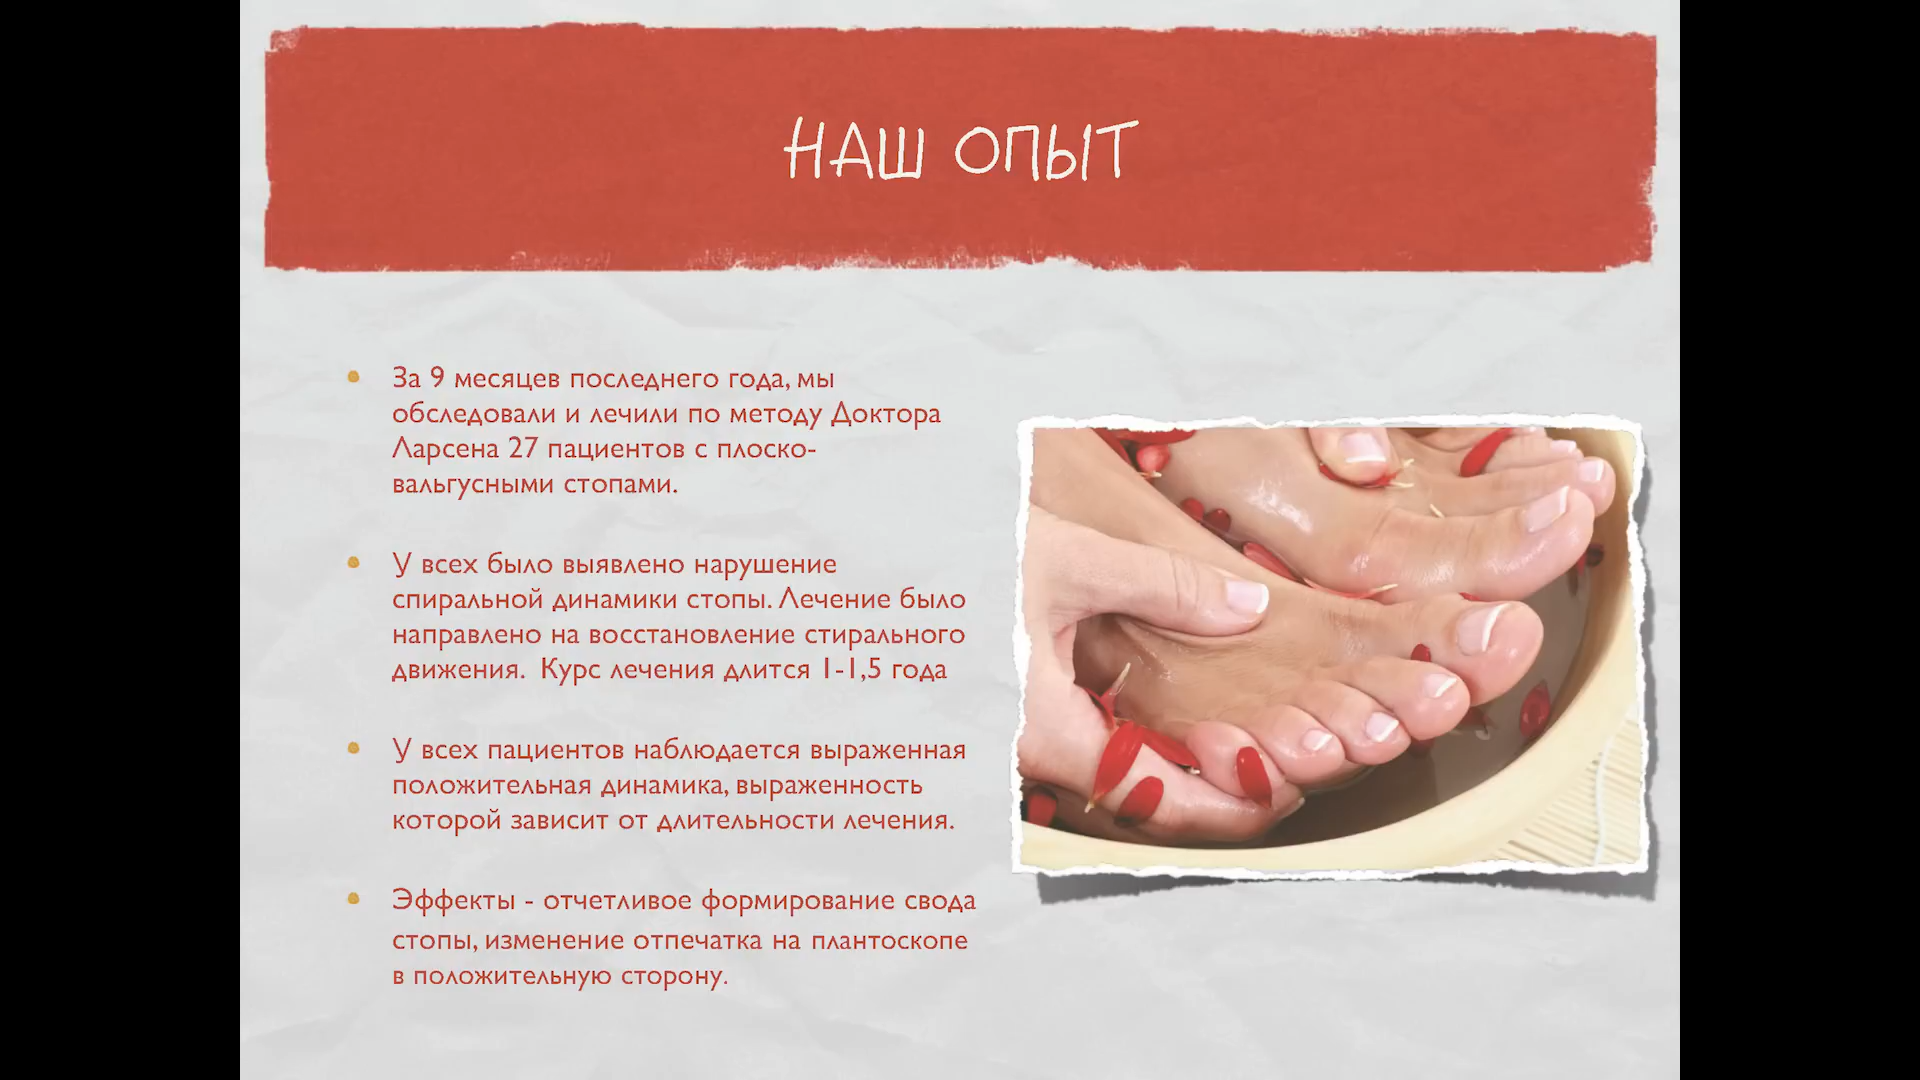 НАШ ОПЫТ
• За 9 месяцев последнего года, мы
обследовали и лечили по методу Доктора
Ларсена 27 пациентов с плоско-
вальгусными стопами.
• У всех было выявлено нарушение
спиральной динамики стопы. Лечение было
направлено на восстановление стирального
движения. Курс лечения длится 1-1,5 года
• У всех пациентов наблюдается выраженная
положительная динамика, выраженность
которой зависит от длительности лечения.
• Эффекты - отчетливое формирование свода
стопы, изменение отпечатка на плантоскопе
в положительную сторону.